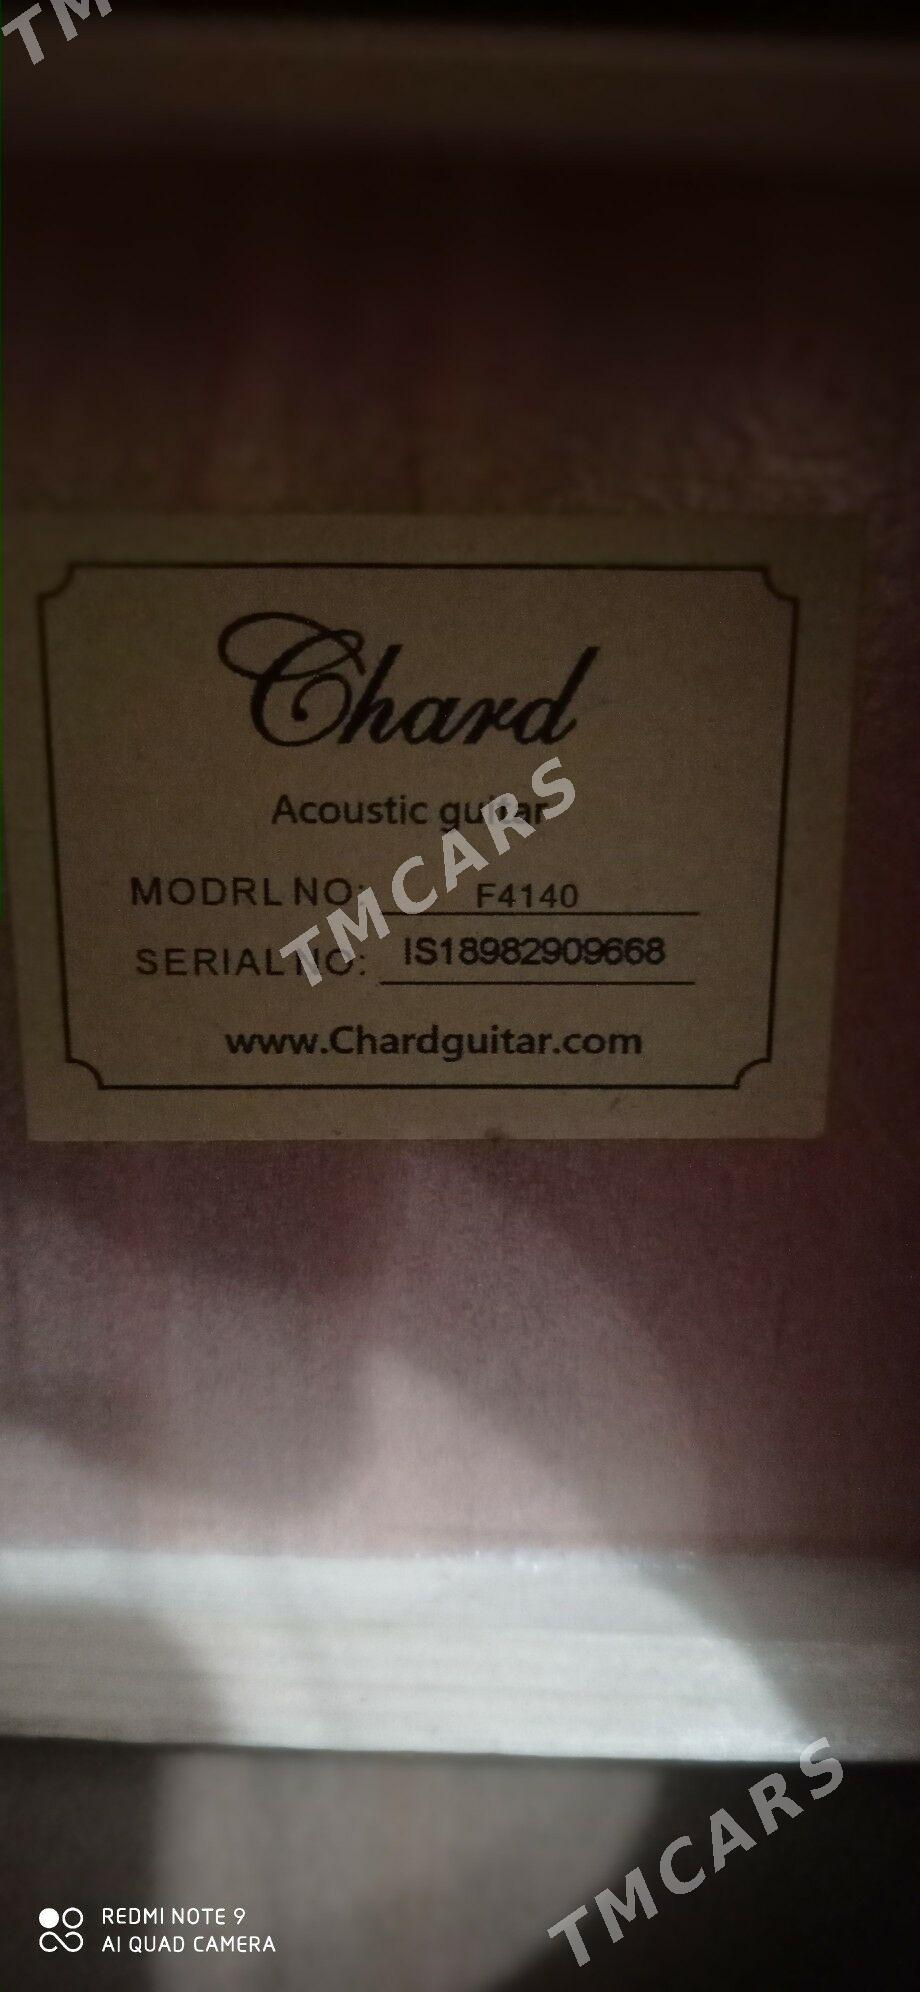 TM
Chard
Acoustic guitar
MODRL NO: F4140
SERIAL NO: IS18982909668
www.Chardguitar.com
TMCARS
TMCARS
REDMI NOTE 9
AI QUAD CAMERA